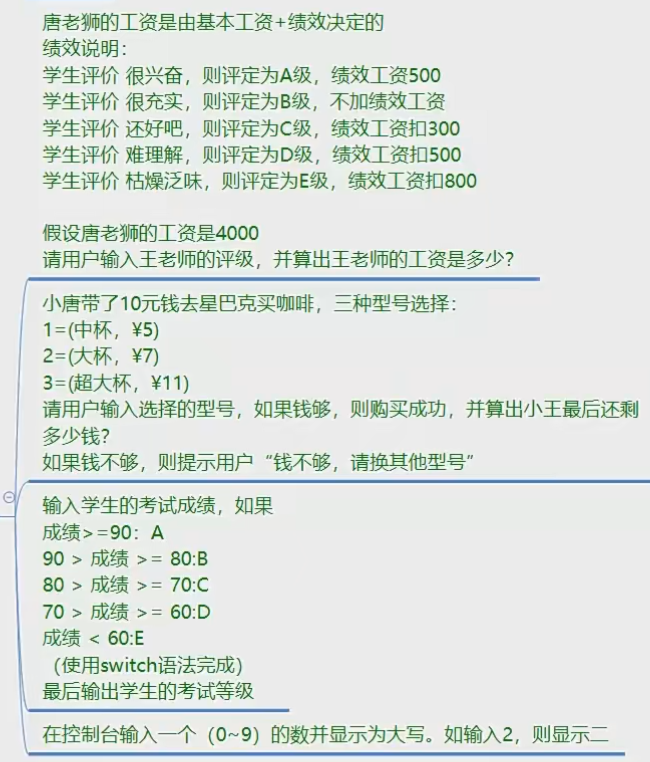 唐老狮的工资是由基本工资+绩效决定的
绩效说明：
学生评价 很兴奋，则评定为A级，绩效工资500
学生评价 很充实，则评定为B级，不加绩效工资
学生评价 还好吧，则评定为C级，绩效工资扣300
学生评价 难理解，则评定为D级，绩效工资扣500
学生评价 枯燥泛味，则评定为E级，绩效工资扣800
假设唐老狮的工资是4000
请用户输入王老师的评级，并算出王老师的工资是多少？
小唐带了10元钱去星巴克买咖啡，三种型号选择：
1=(中杯，¥5)
2=(大杯，¥7)
3=(超大杯，¥11)
请用户输入选择的型号，如果钱够，则购买成功，并算出小王最后还剩
多少钱？
如果钱不够，则提示用户“钱不够，请换其他型号”
输入学生的考试成绩，如果
成绩>=90：A
90 > 成绩 >= 80:B
80 > 成绩 >= 70:C
70 > 成绩 >= 60:D
成绩 < 60:E
（使用switch语法完成）
最后输出学生的考试等级
在控制台输入一个（0~9）的数并显示为大写。如输入2，则显示二